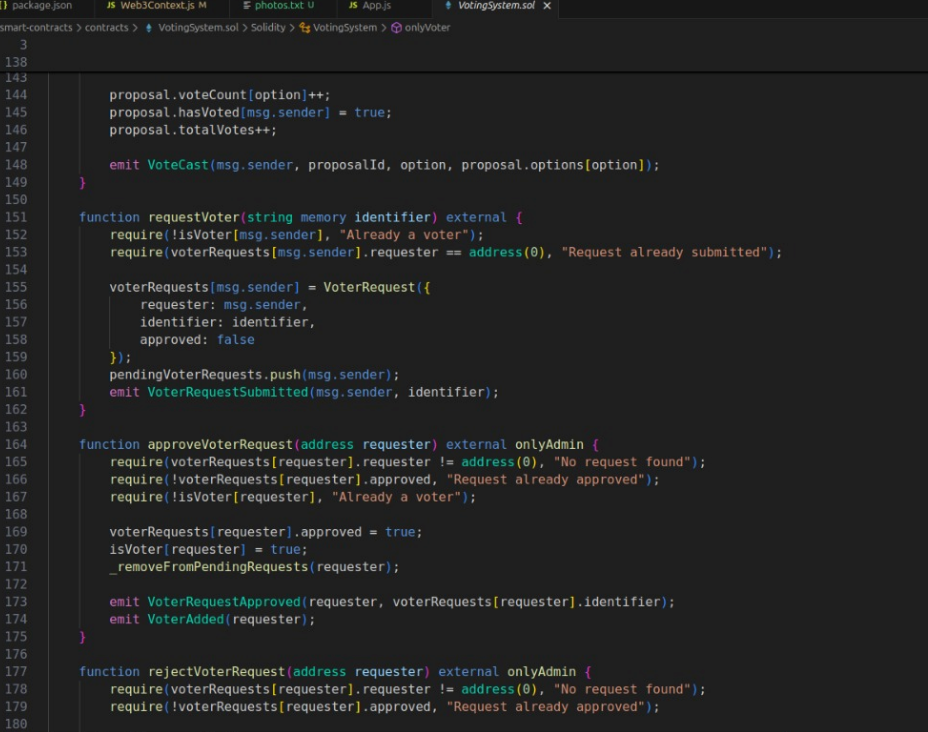 {} package.json    JS Web3Context.js M    photos.txt U    JS App.js    VotingSystem.sol ×
smart-contracts > contracts > VotingSystem.sol > Solidity > VotingSystem > onlyVoter
3
138
143
144        proposal.voteCount[option]++;
145        proposal.hasVoted[msg.sender] = true;
146        proposal.totalVotes++;
147
148        emit VoteCast(msg.sender, proposalId, option, proposal.options[option]);
149    }
150
151    function requestVoter(string memory identifier) external {
152        require(!isVoter[msg.sender], "Already a voter");
153        require(voterRequests[msg.sender].requester == address(0), "Request already submitted");
154
155        voterRequests[msg.sender] = VoterRequest({
156            requester: msg.sender,
157            identifier: identifier,
158            approved: false
159        });
160        pendingVoterRequests.push(msg.sender);
161        emit VoterRequestSubmitted(msg.sender, identifier);
162    }
163
164    function approveVoterRequest(address requester) external onlyAdmin {
165        require(voterRequests[requester].requester != address(0), "No request found");
166        require(!voterRequests[requester].approved, "Request already approved");
167        require(!isVoter[requester], "Already a voter");
168
169        voterRequests[requester].approved = true;
170        isVoter[requester] = true;
171        _removeFromPendingRequests(requester);
172
173        emit VoterRequestApproved(requester, voterRequests[requester].identifier);
174        emit VoterAdded(requester);
175    }
176
177    function rejectVoterRequest(address requester) external onlyAdmin {
178        require(voterRequests[requester].requester != address(0), "No request found");
179        require(!voterRequests[requester].approved, "Request already approved");
180